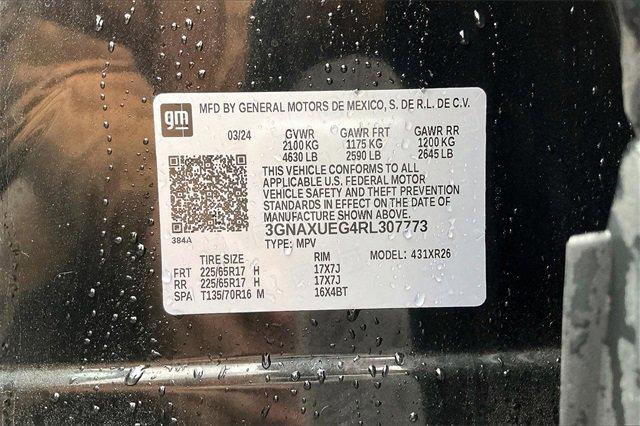 gm
MFD BY GENERAL MOTORS DE MEXICO, S. DE R.L. DE C.V.
03/24 GVWR GAWR FRT GAWR RR
2100 KG 1175 KG 1200 KG
4630 LB 2590 LB 2645 LB
THIS VEHICLE CONFORMS TO ALL
APPLICABLE U.S. FEDERAL MOTOR
VEHICLE SAFETY AND THEFT PREVENTION
STANDARDS IN EFFECT ON THE DATE OF
MANUFACTURE SHOWN ABOVE.
3GNAXUEG4RL307773
384A
TYPE: MPV MODEL: 431XR26
TIRE SIZE RIM
FRT 225/65R17 H 17X7J
RR 225/65R17 H 17X7J
SPA T135/70R16 M 16X4BT